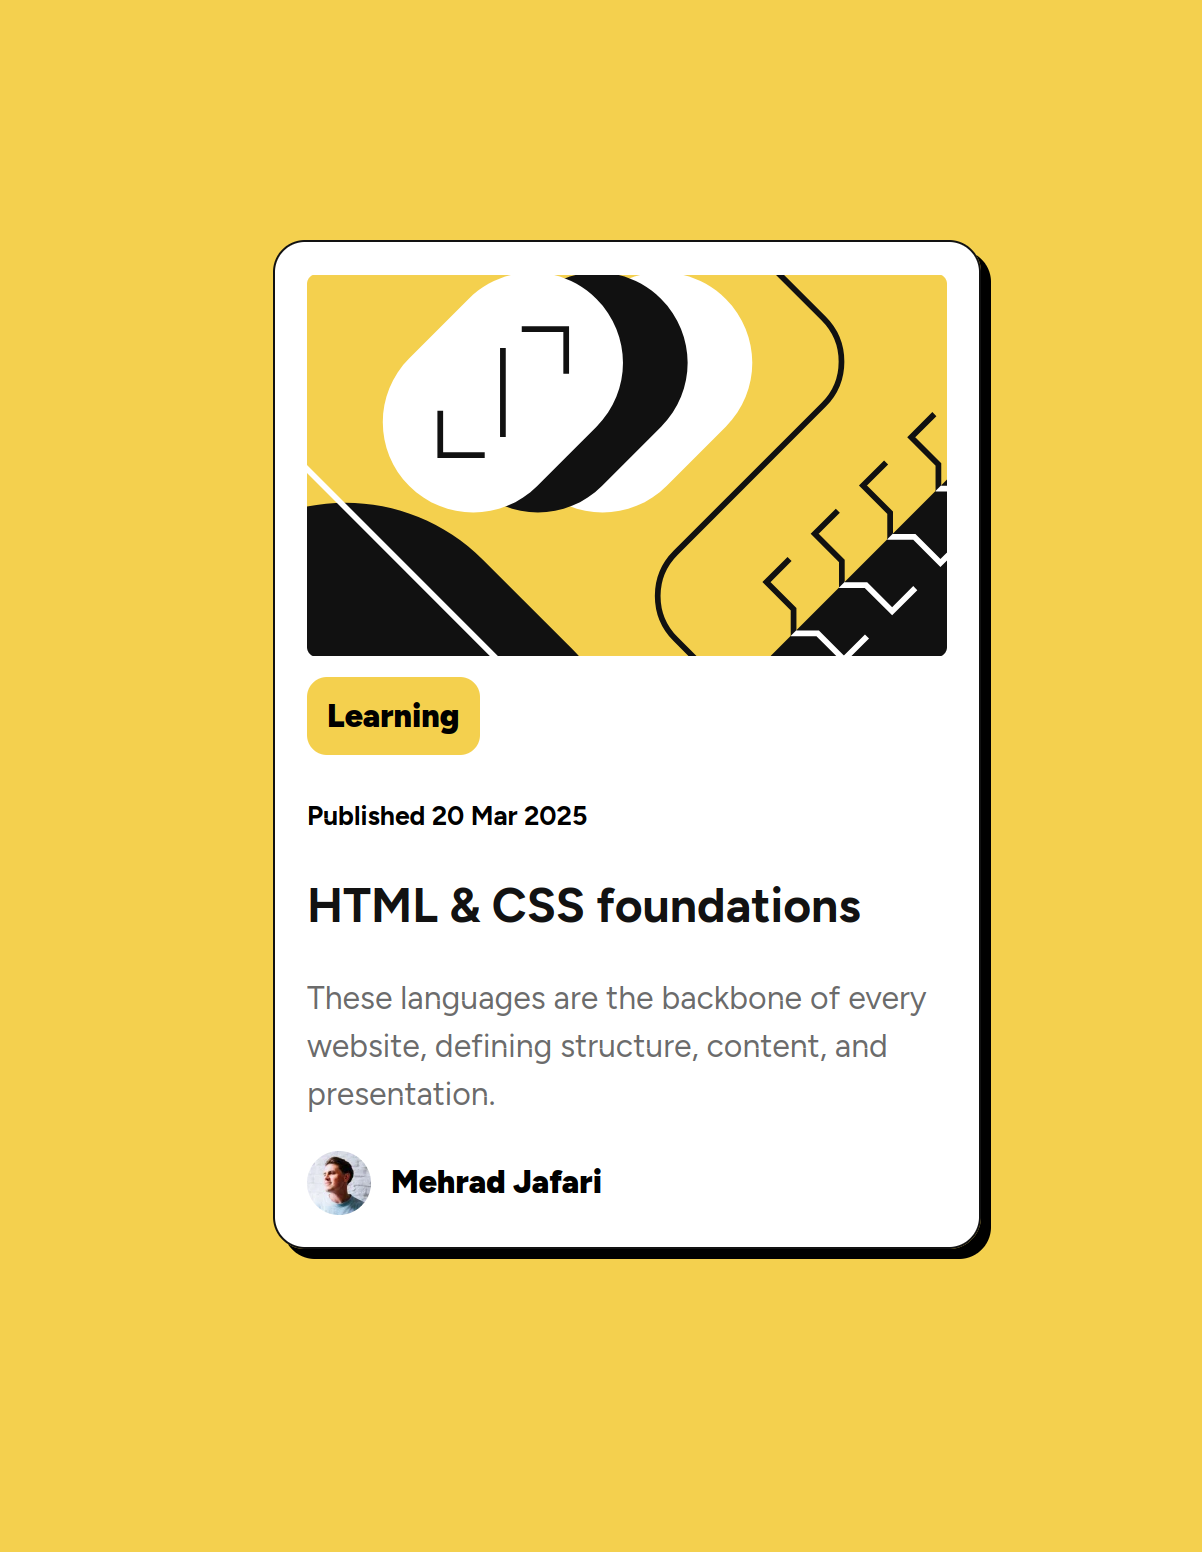 Learning
Published 20 Mar 2025
HTML & CSS foundations
These languages are the backbone of every
website, defining structure, content, and
presentation.
Mehrad Jafari